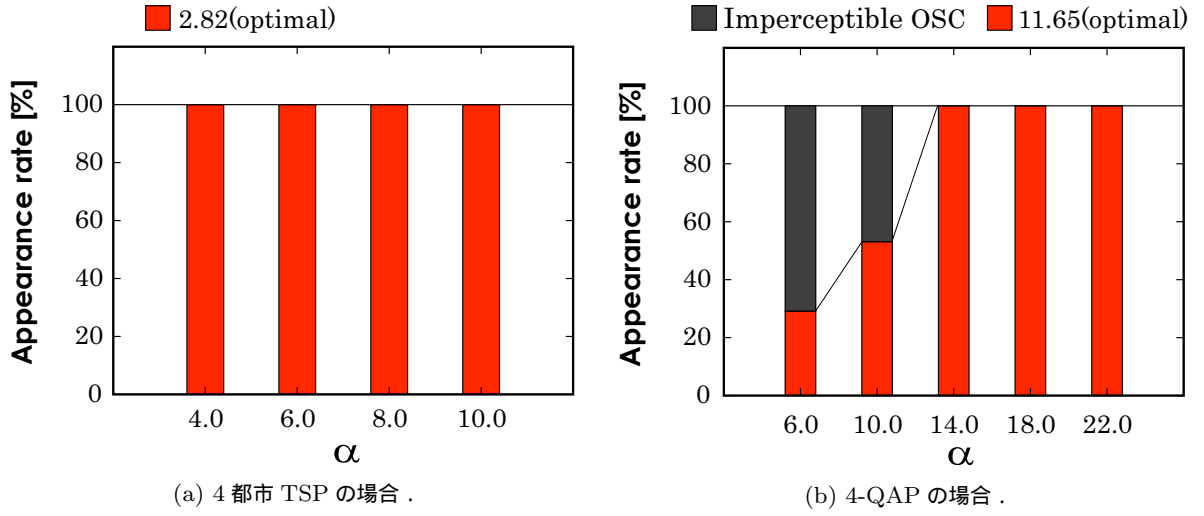 2.82(optimal)
Appearance rate [%]
100
80
60
40
20
0
4.0 6.0 8.0 10.0
α
(a) 4 都市 TSP の場合．
Imperceptible OSC 11.65(optimal)
Appearance rate [%]
100
80
60
40
20
0
6.0 10.0 14.0 18.0 22.0
α
(b) 4-QAP の場合．